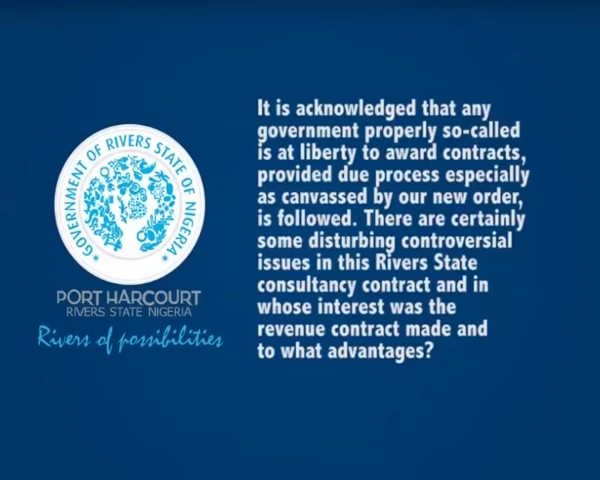 GOVERNMENT OF RIVERS STATE OF NIGERIA
PORT HARCOURT
RIVERS STATE NIGERIA
Rivers of possibilities
It is acknowledged that any
government properly so-called
is at liberty to award contracts,
provided due process especially
as canvassed by our new order,
is followed. There are certainly
some disturbing controversial
issues in this Rivers State
consultancy contract and in
whose interest was the
revenue contract made and
to what advantages?